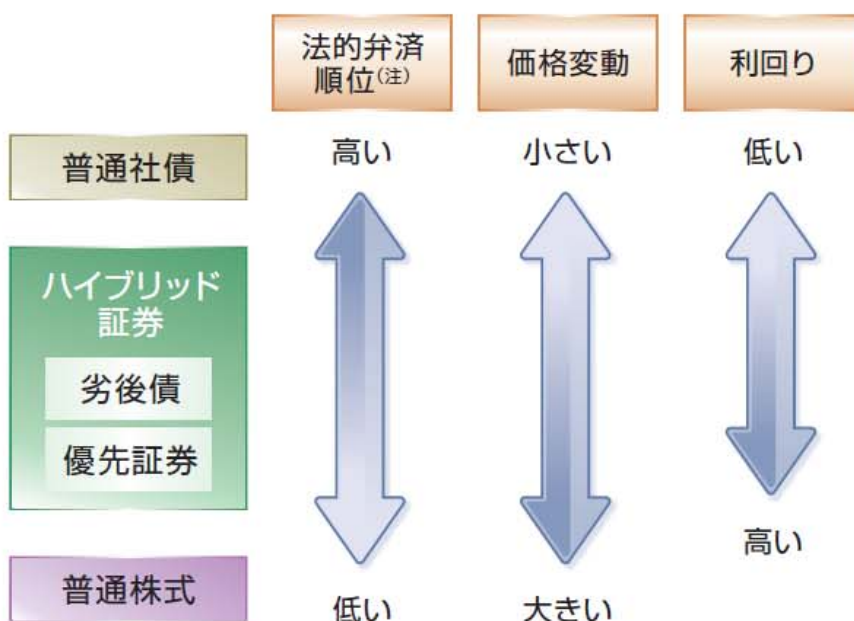 法的弁済
順位(注)
価格変動
利回り
普通社債
高い
小さい
低い
ハイブリッド
証券
劣後債
優先証券
高い
普通株式
低い
大きい